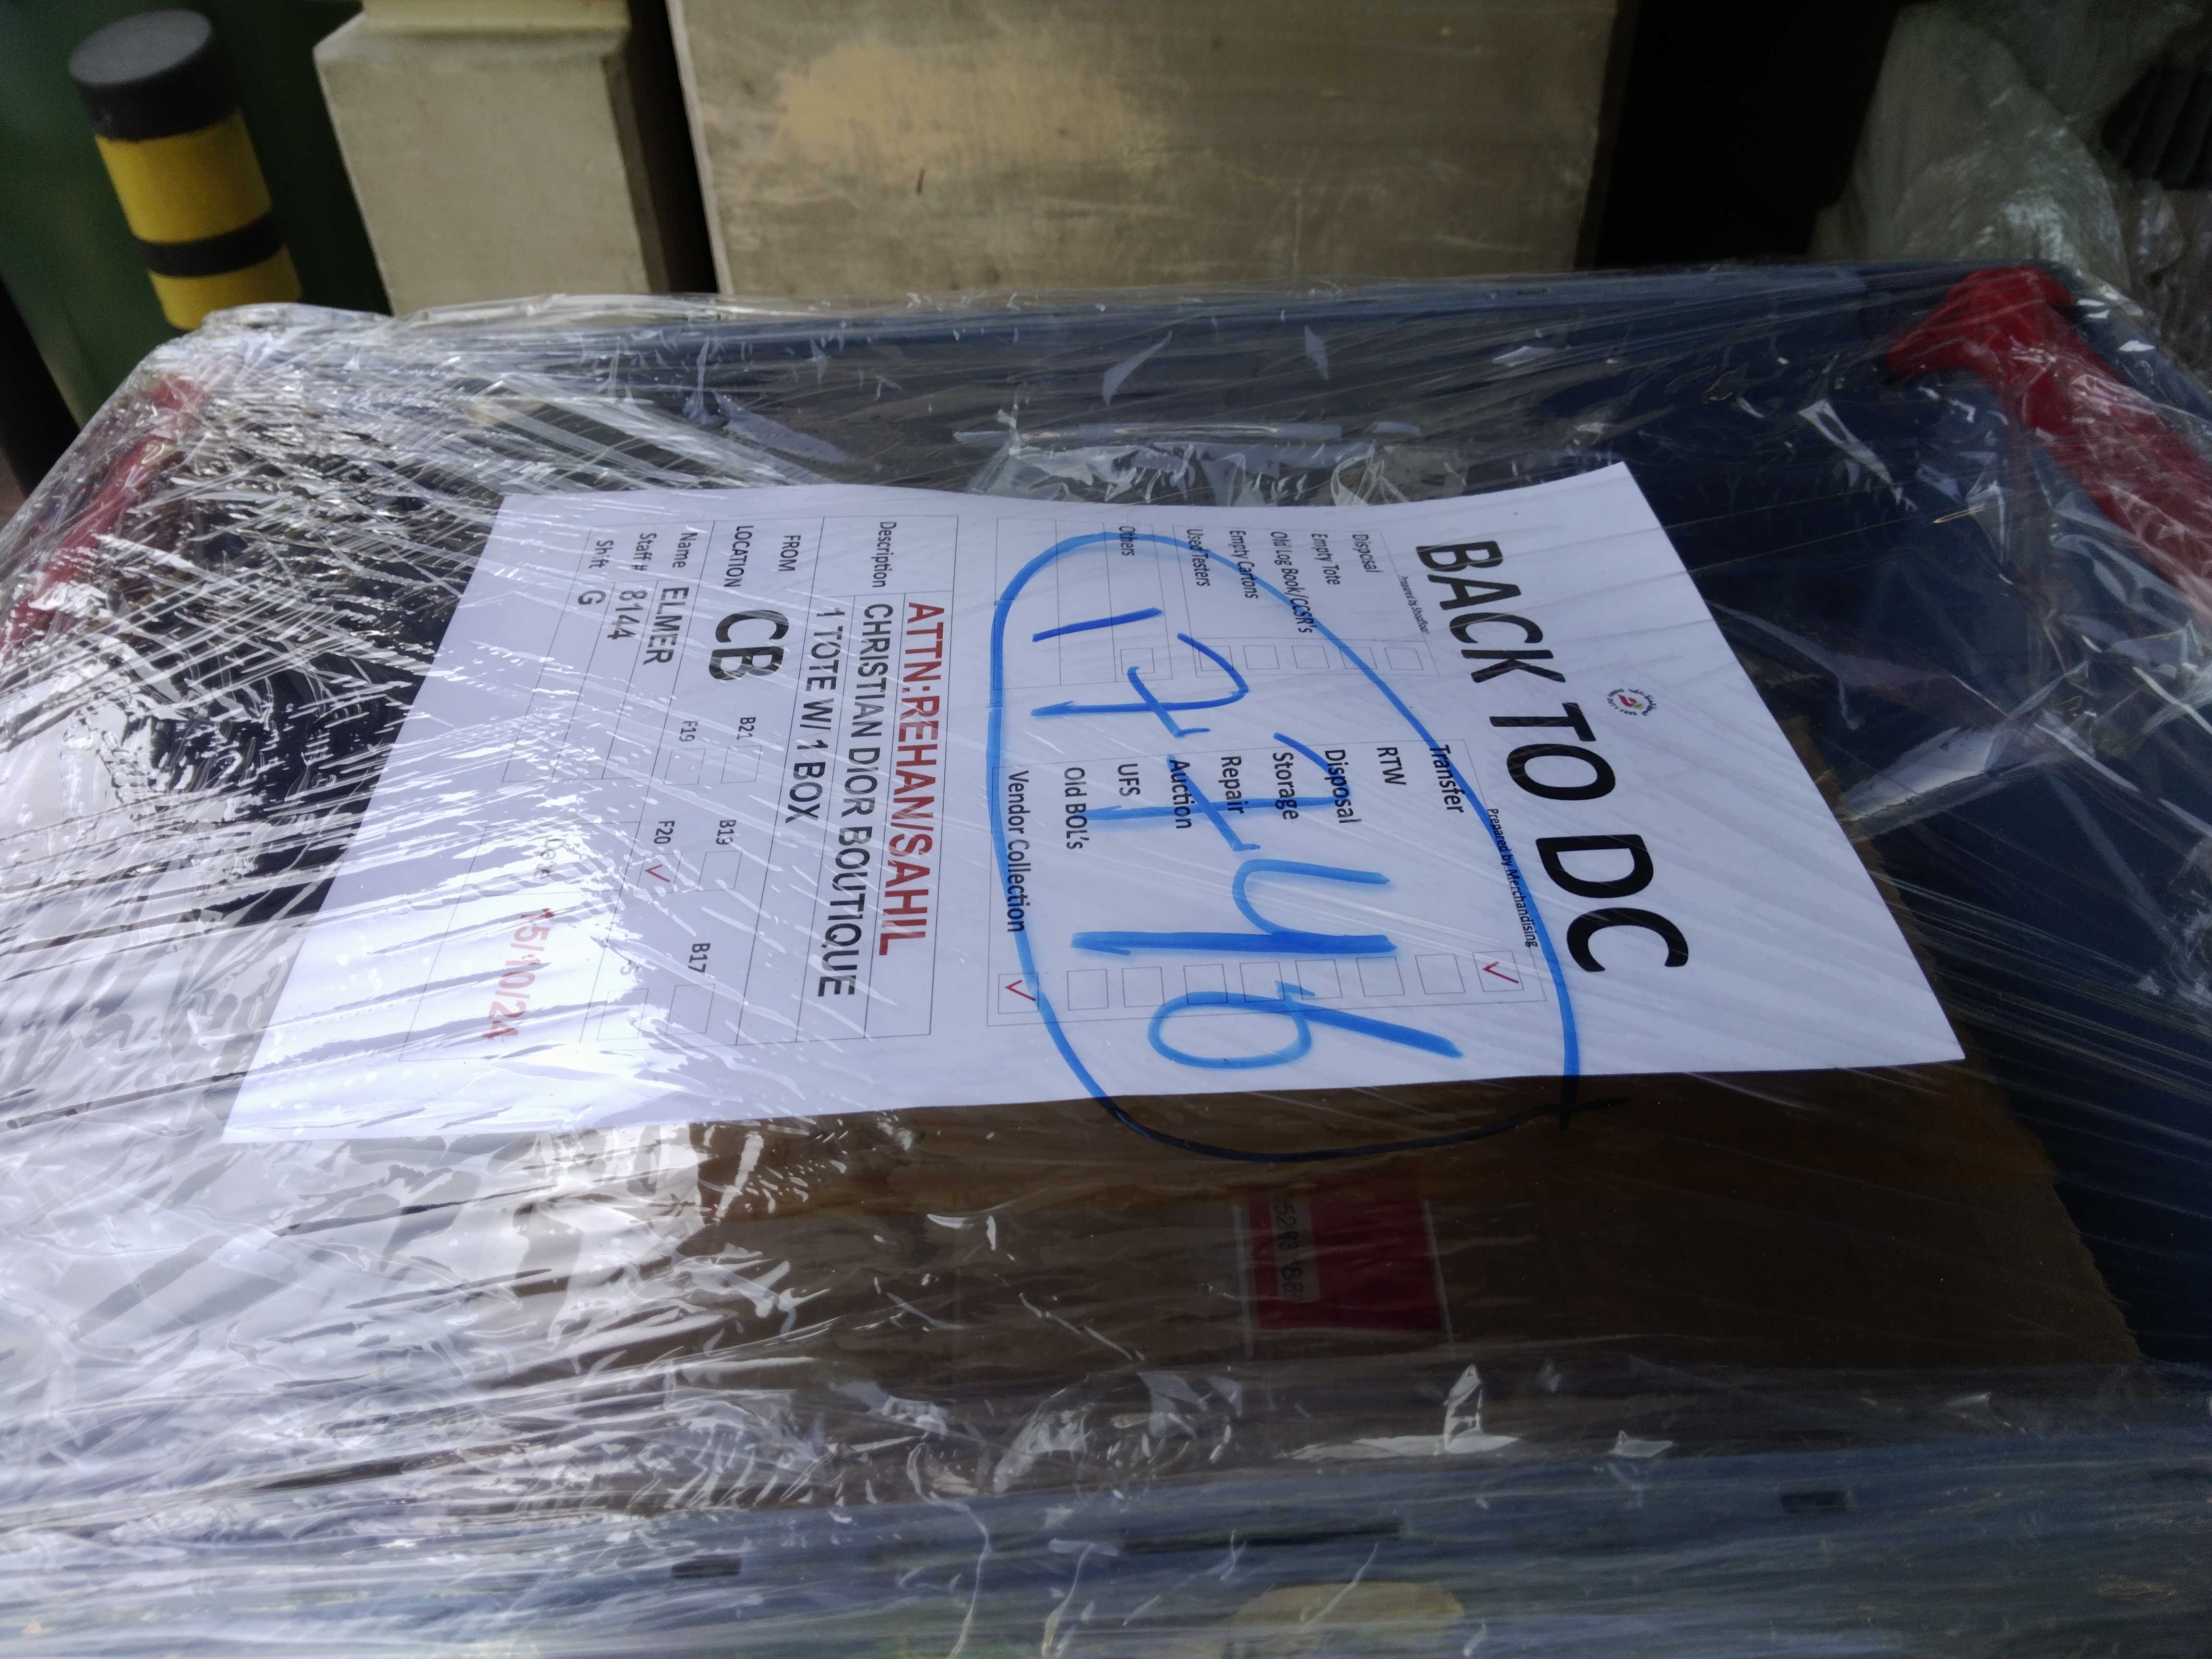 BACK TO DC
Prepared by Shopfloor
Prepared by Merchandising
Disposal
Transfer ✓
Empty Tote
RTW
Old Log Book/CCSR's
Disposal
Empty Cartons
Storage
Used Testers
Repair
Auction
Others
UFS
Old BOL's
Vendor Collection ✓
17746
ATTN:REHAN/SAHIL
Description CHRISTIAN DIOR BOUTIQUE
1 TOTE W/ 1 BOX
FROM
LOCATION CB B21 B19 B17
Name ELMER F19 F20 ✓
Staff # 8144
Shift G
15/10/24